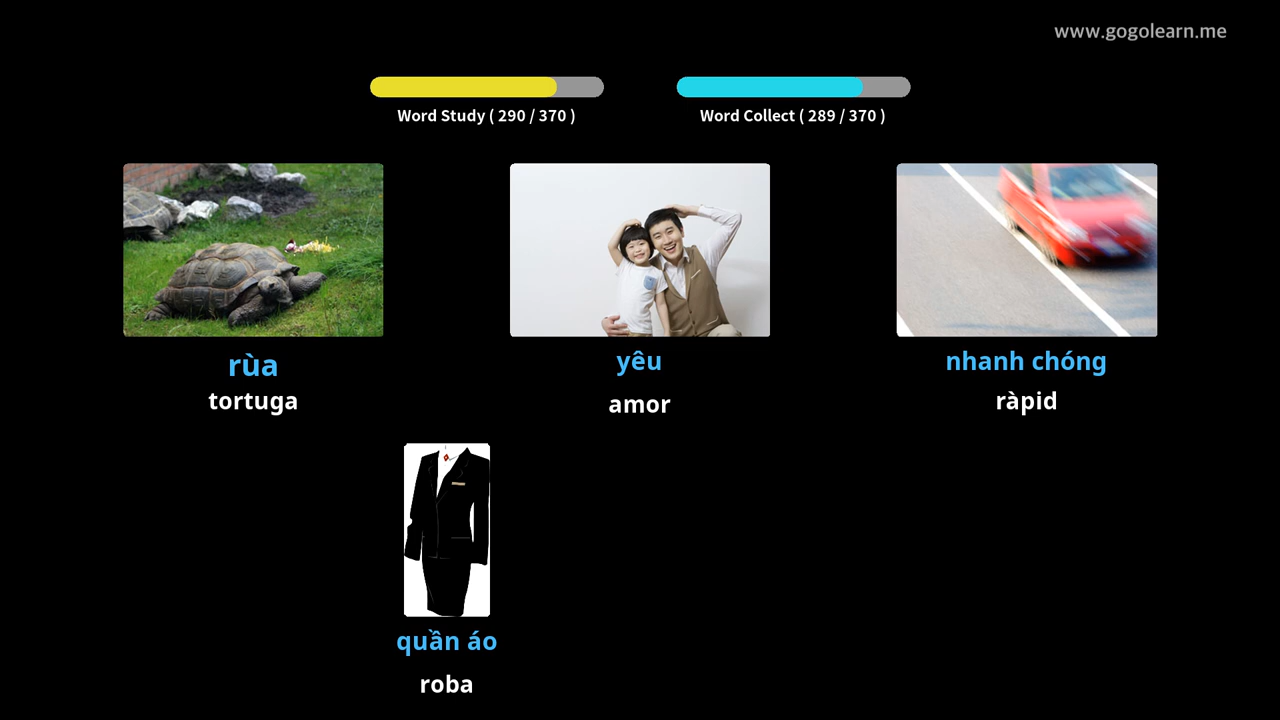 www.gogolearn.me
Word Study ( 290 / 370 )
Word Collect ( 289 / 370 )
rùa
tortuga
yêu
amor
nhanh chóng
ràpid
quần áo
roba